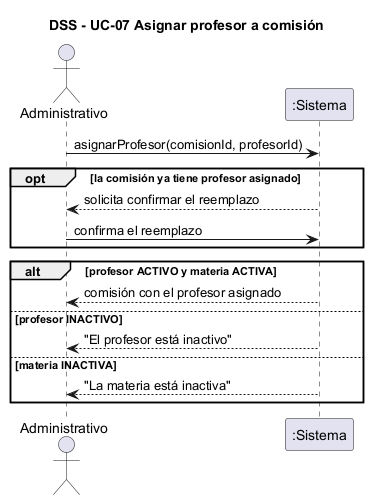 DSS - UC-07 Asignar profesor a comisión
Administrativo
:Sistema
asignarProfesor(comisionId, profesorId)
opt
[la comisión ya tiene profesor asignado]
solicita confirmar el reemplazo
confirma el reemplazo
alt
[profesor ACTIVO y materia ACTIVA]
comisión con el profesor asignado
[profesor INACTIVO]
"El profesor está inactivo"
[materia INACTIVA]
"La materia está inactiva"
Administrativo
:Sistema